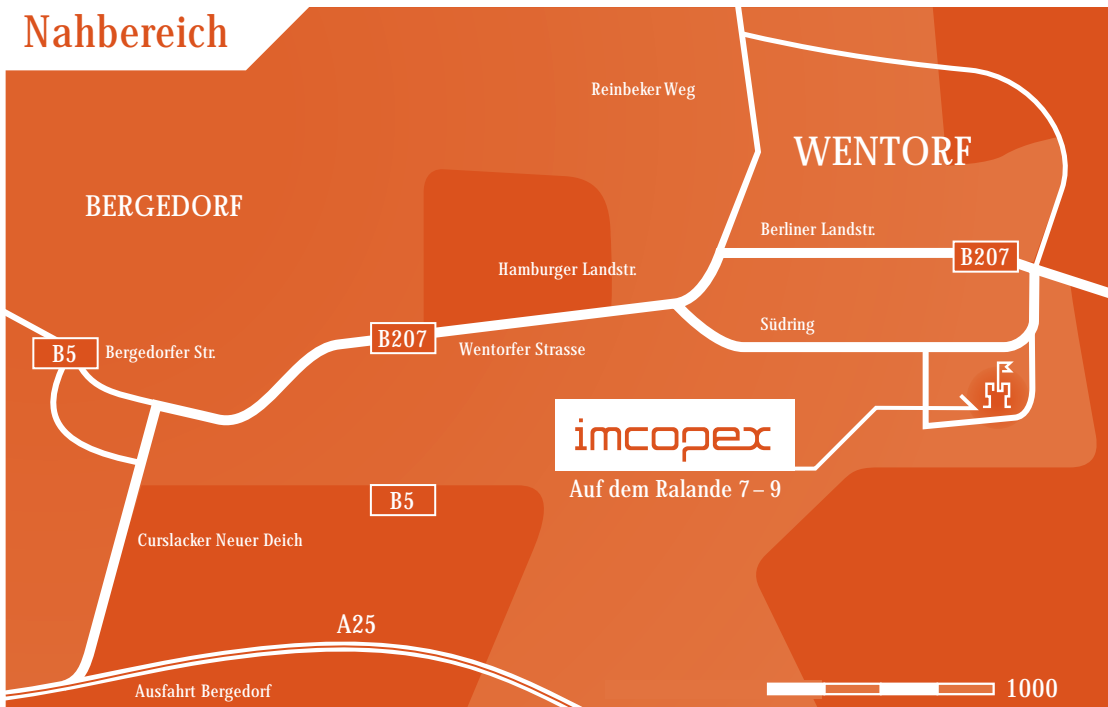 Nahbereich
Reinbeker Weg
WENTORF
BERGEDORF
Berliner Landstr.
B207
Hamburger Landstr.
Südring
B207
Wentorfer Strasse
B5
Bergedorfer Str.
imcopex
Auf dem Ralande 7 – 9
B5
Curslacker Neuer Deich
A25
Ausfahrt Bergedorf
1000